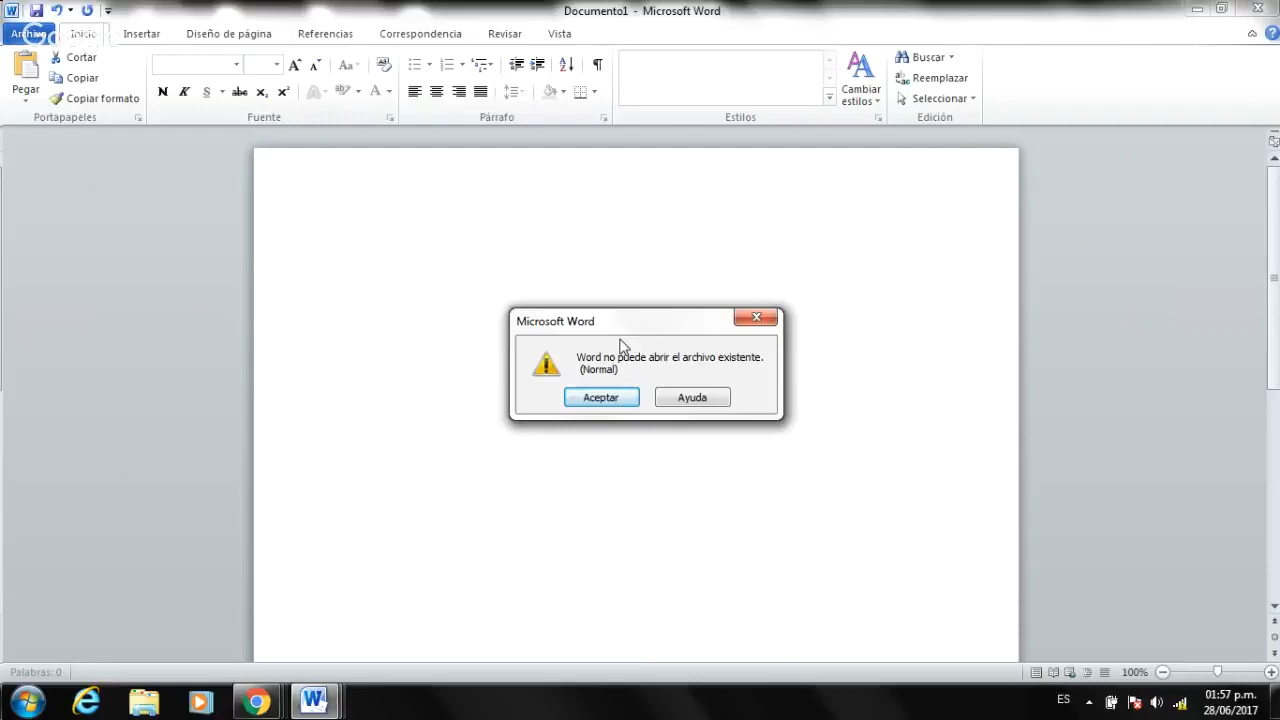 Documento1 - Microsoft Word
Archivo
Insertar
Diseño de página
Referencias
Correspondencia
Revisar
Vista
Pegar
Cortar
Copiar
Copiar formato
Portapapeles
Fuente
Párrafo
Cambiar
estilos
Estilos
Buscar
Reemplazar
Seleccionar
Edición
Microsoft Word
Word no puede abrir el archivo existente.
(Normal)
Aceptar
Ayuda
Palabras: 0
100%
ES
01:57 p.m.
28/06/2017